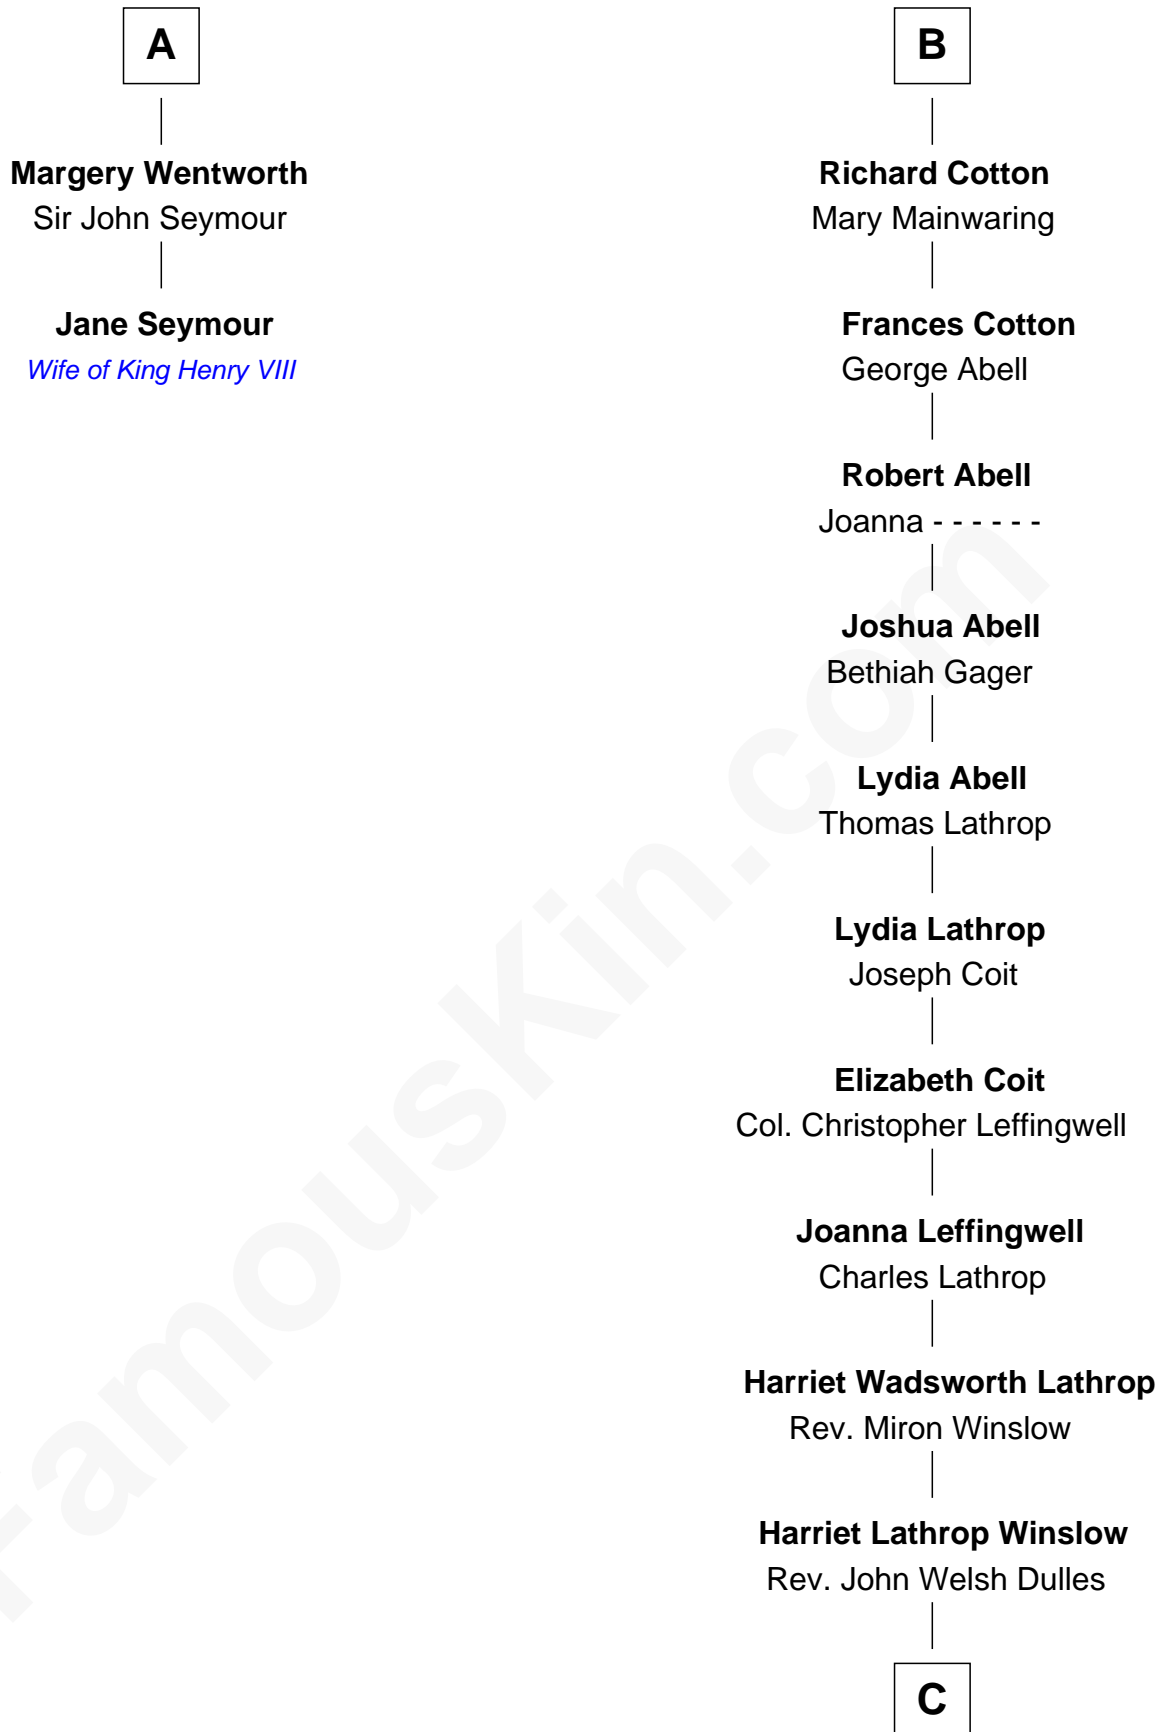 A
Margery Wentworth
Sir John Seymour
Jane Seymour
Wife of King Henry VIII
B
Richard Cotton
Mary Mainwaring
Frances Cotton
George Abell
Robert Abell
Joanna - - - - - -
Joshua Abell
Bethiah Gager
Lydia Abell
Thomas Lathrop
Lydia Lathrop
Joseph Coit
Elizabeth Coit
Col. Christopher Leffingwell
Joanna Leffingwell
Charles Lathrop
Harriet Wadsworth Lathrop
Rev. Miron Winslow
Harriet Lathrop Winslow
Rev. John Welsh Dulles
C
FamousKin.com